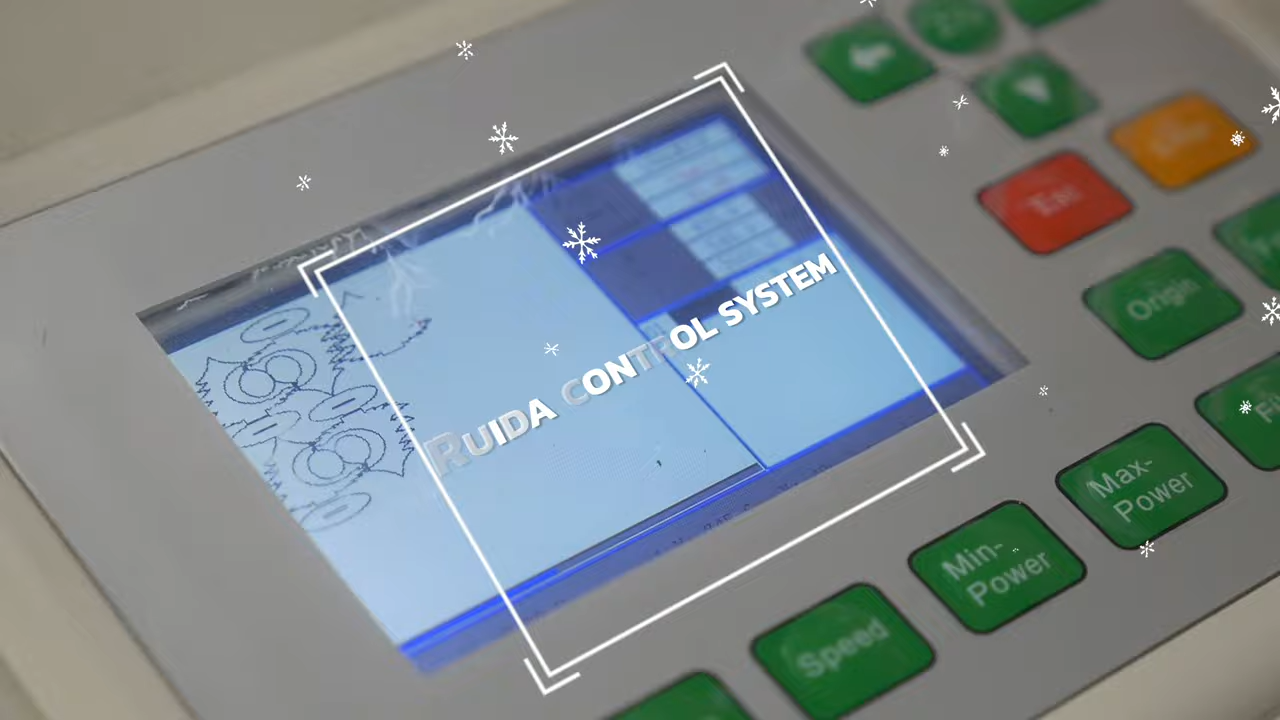 RUIDA CONTROL SYSTEM
Esc
Origin
Max-
Power
Min-
Power
Speed